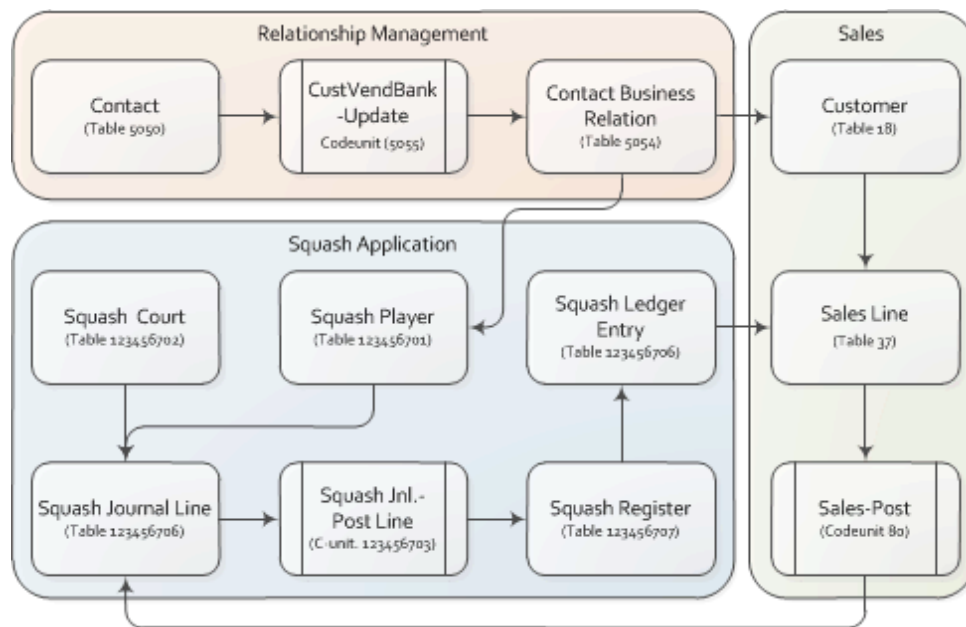 Relationship Management
Contact
(Table 5050)
CustVendBank
-Update
Codeunit (5055)
Contact Business
Relation
(Table 5054)
Sales
Customer
(Table 18)
Squash Application
Squash Court
(Table 123456702)
Squash Player
(Table 123456701)
Squash Ledger
Entry
(Table 123456706)
Sales Line
(Table 37)
Squash Journal Line
(Table 123456706)
Squash Jnl.-
Post Line
(C-unit. 123456703)
Squash Register
(Table 123456707)
Sales-Post
(Codeunit 80)